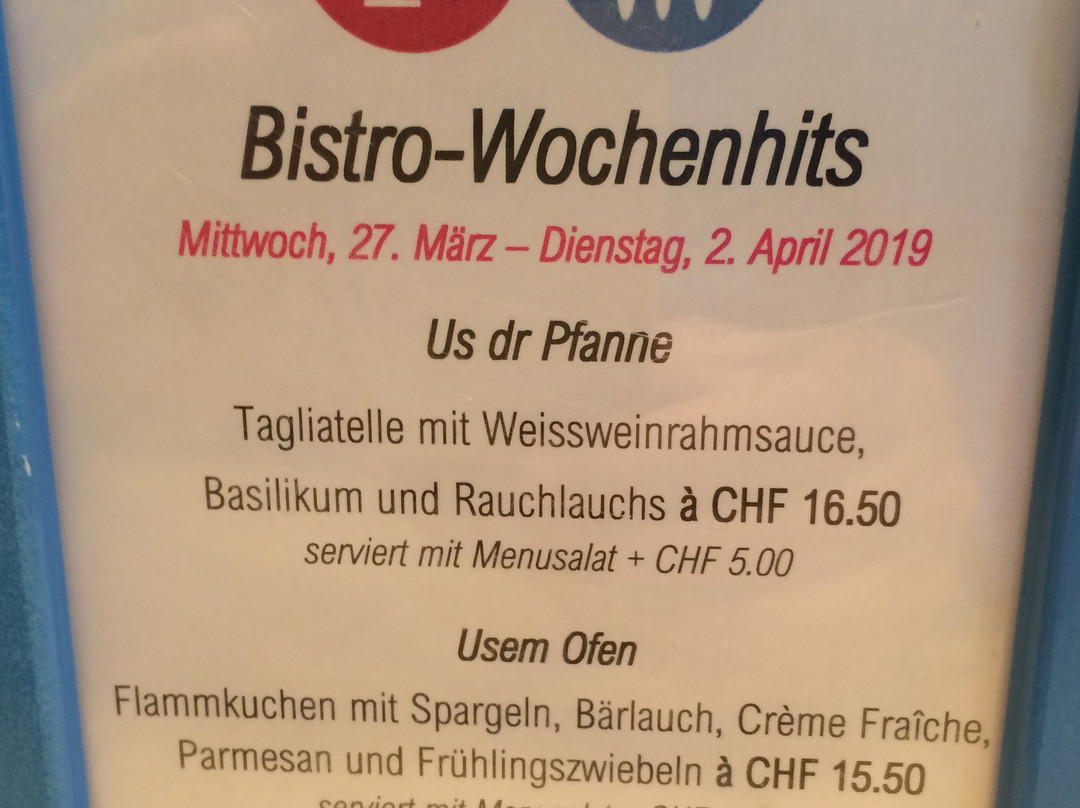 Bistro-Wochenhits
Mittwoch, 27. März – Dienstag, 2. April 2019
Us dr Pfanne
Tagliatelle mit Weissweinrahmsauce,
Basilikum und Rauchlauchs à CHF 16.50
serviert mit Menusalat + CHF 5.00
Usem Ofen
Flammkuchen mit Spargeln, Bärlauch, Crème Fraîche,
Parmesan und Frühlingszwiebeln à CHF 15.50
serviert mit